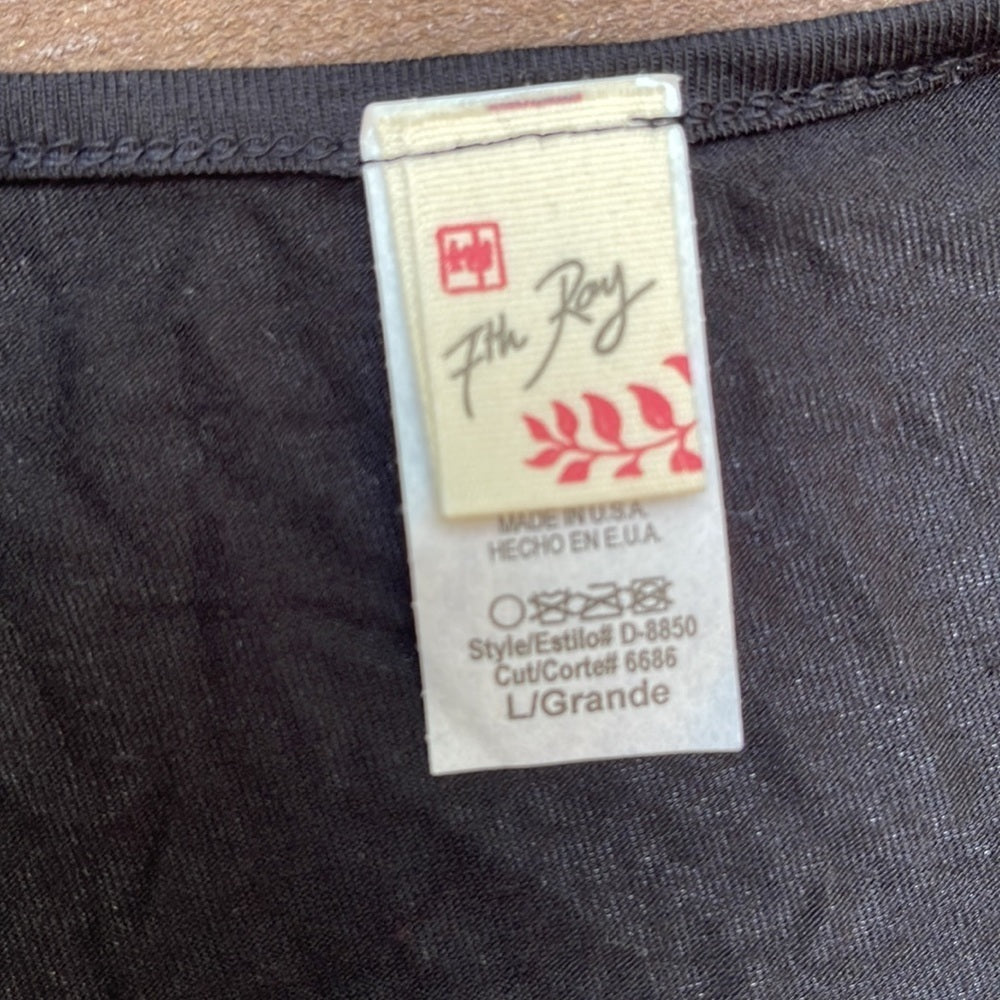 7th Ray
MADE IN U.S.A.
HECHO EN E.U.A.
Style/Estilo# D-8850
Cut/Corte# 6686
L/Grande